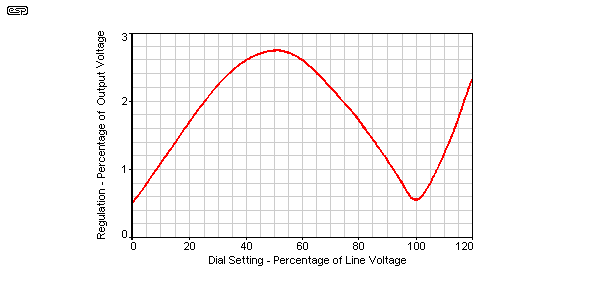 esp
3
2
1
0
Regulation - Percentage of Output Voltage
0 20 40 60 80 100 120
Dial Setting - Percentage of Line Voltage